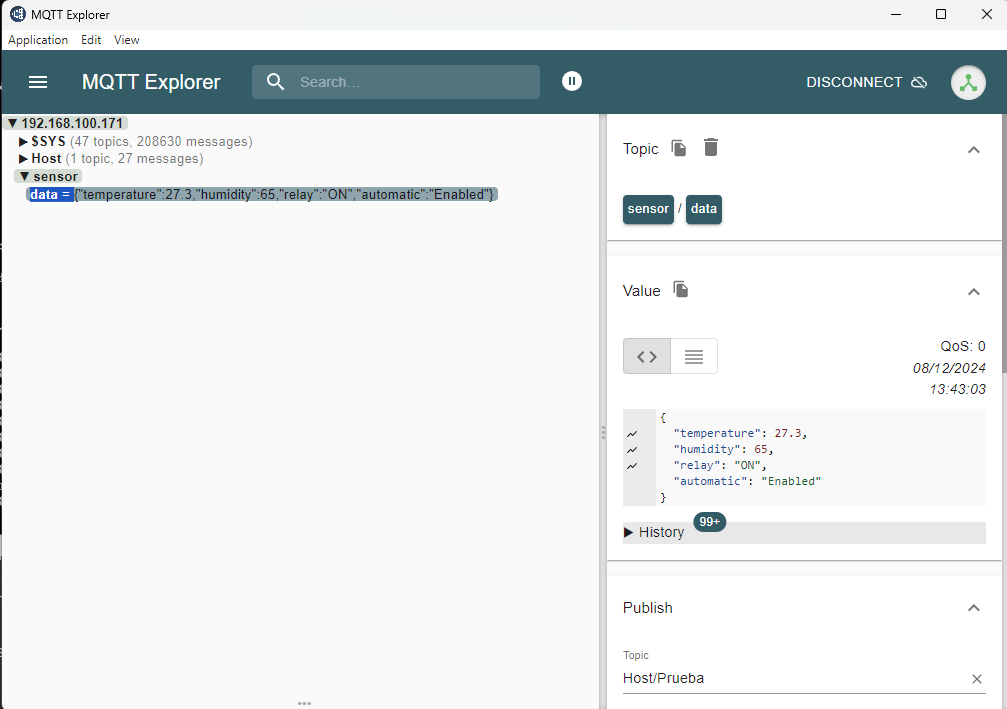 MQTT Explorer
Application Edit View
MQTT Explorer
Search...
DISCONNECT
▼ 192.168.100.171
▶ $SYS (47 topics, 208630 messages)
▶ Host (1 topic, 27 messages)
▼ sensor
data = {"temperature":27.3,"humidity":65,"relay":"ON","automatic":"Enabled"}
Topic
sensor / data
Value
QoS: 0
08/12/2024
13:43:03
{
"temperature": 27.3,
"humidity": 65,
"relay": "ON",
"automatic": "Enabled"
}
▶ History 99+
Publish
Topic
Host/Prueba